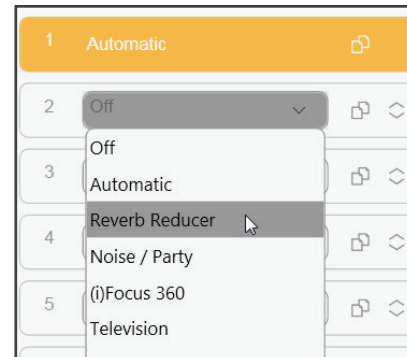 1 Automatic
2 Off
Off
3
Automatic
Reverb Reducer
4
Noise / Party
(i)Focus 360
5
Television